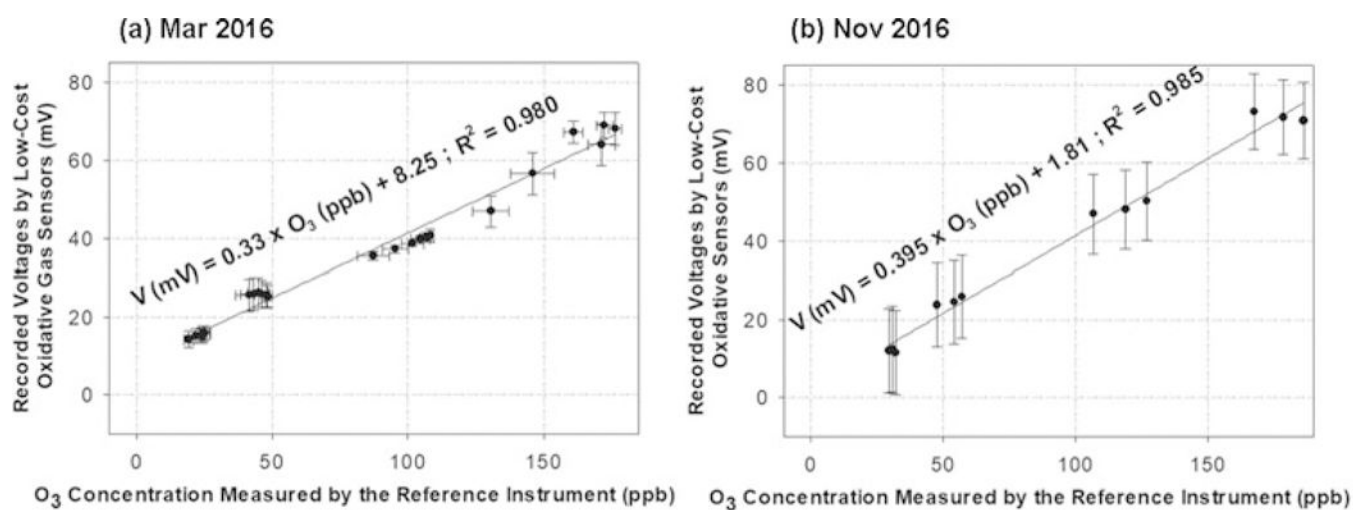 (a) Mar 2016
Recorded Voltages by Low-Cost
Oxidative Gas Sensors (mV)
80
60
40
20
0
V (mV) = 0.33 x O₃ (ppb) + 8.25 ; R² = 0.980
0 50 100 150
O₃ Concentration Measured by the Reference Instrument (ppb)
(b) Nov 2016
Recorded Voltages by Low-Cost
Oxidative Sensors (mV)
80
60
40
20
0
V (mV) = 0.395 x O₃ (ppb) + 1.81 ; R² = 0.985
0 50 100 150
O₃ Concentration Measured by the Reference Instrument (ppb)